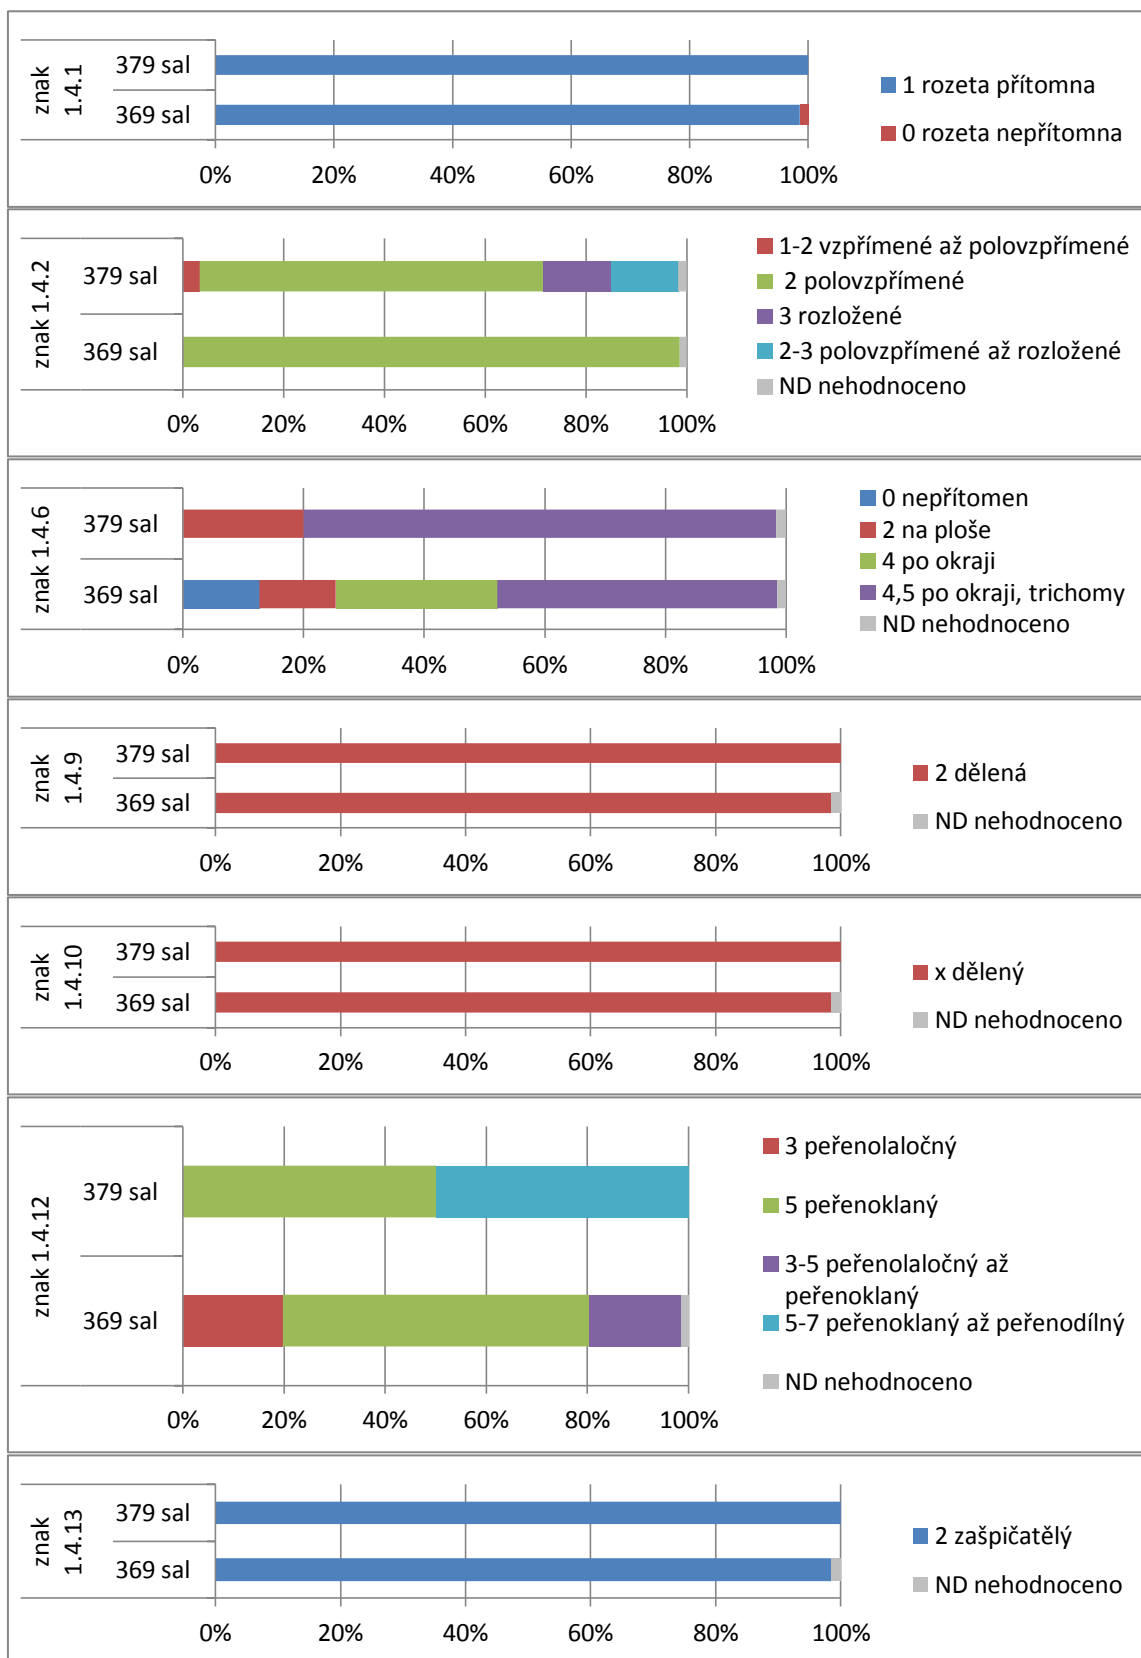 znak
1.4.1
379 sal
369 sal
0%
20%
40%
60%
80%
100%
1 rozeta přítomna
0 rozeta nepřítomna
znak 1.4.2
379 sal
369 sal
0%
20%
40%
60%
80%
100%
1-2 vzpřímené až polovzpřímené
2 polovzpřímené
3 rozložené
2-3 polovzpřímené až rozložené
ND nehodnoceno
znak 1.4.6
379 sal
369 sal
0%
20%
40%
60%
80%
100%
0 nepřítomen
2 na ploše
4 po okraji
4,5 po okraji, trichomy
ND nehodnoceno
znak
1.4.9
379 sal
369 sal
0%
20%
40%
60%
80%
100%
2 dělená
ND nehodnoceno
znak
1.4.10
379 sal
369 sal
0%
20%
40%
60%
80%
100%
x dělený
ND nehodnoceno
znak 1.4.12
379 sal
369 sal
0%
20%
40%
60%
80%
100%
3 peřenolaločný
5 peřenoklaný
3-5 peřenolaločný až
peřenoklaný
5-7 peřenoklaný až peřenodílný
ND nehodnoceno
znak
1.4.13
379 sal
369 sal
0%
20%
40%
60%
80%
100%
2 zašpičatělý
ND nehodnoceno